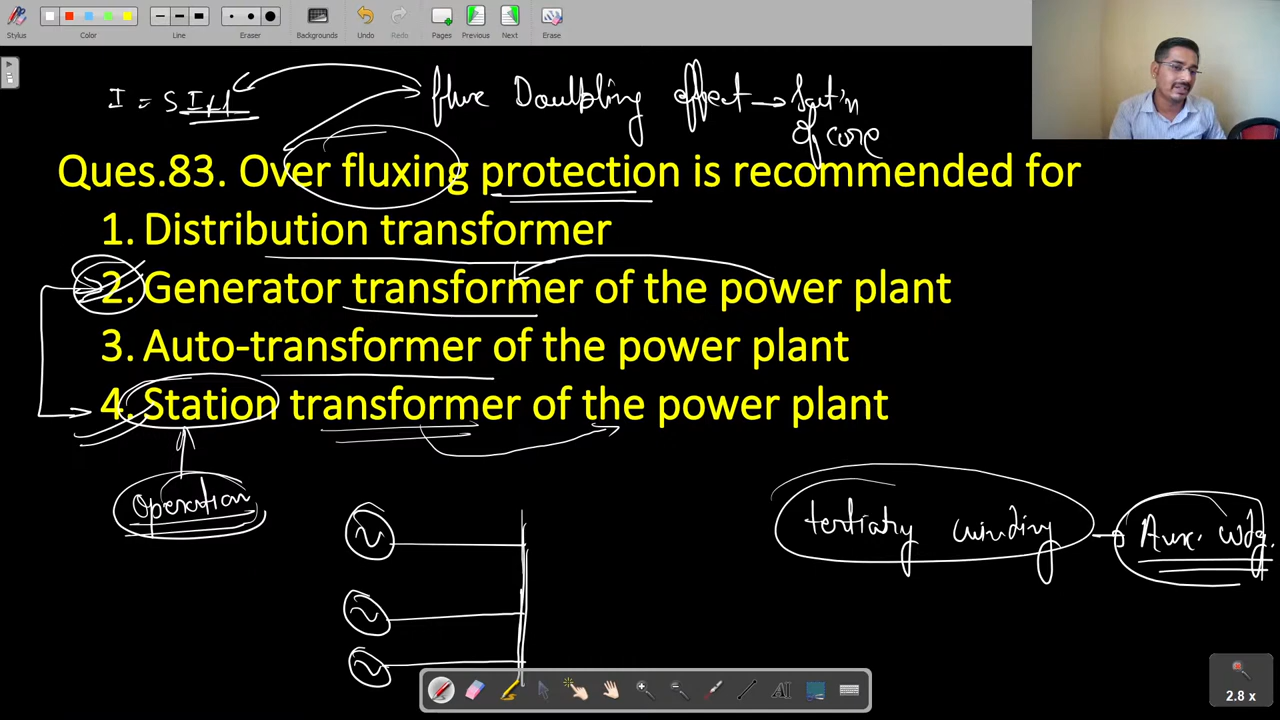 Stylus
Color
Line
Eraser
Backgrounds
Undo
Redo
Pages
Previous
Next
Erase
flux Doubling effect → Sat'n
of core
Ques.83. Over fluxing protection is recommended for
1. Distribution transformer
2. Generator transformer of the power plant
3. Auto-transformer of the power plant
4. Station transformer of the power plant
Operation
tertiary winding
Aux. wdg.
2.8 x